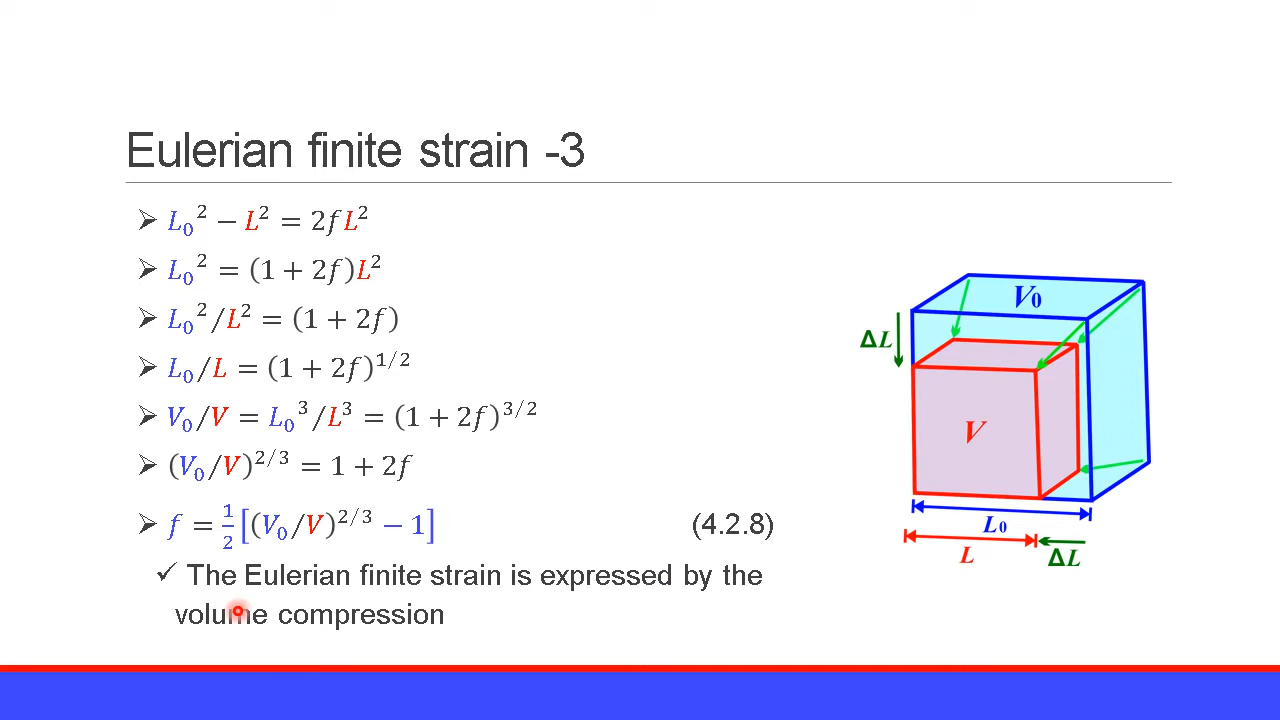 Eulerian finite strain -3
➢ L₀² − L² = 2fL²
➢ L₀² = (1 + 2f)L²
➢ L₀²/L² = (1 + 2f)
➢ L₀/L = (1 + 2f)^{1/2}
➢ V₀/V = L₀³/L³ = (1 + 2f)^{3/2}
➢ (V₀/V)^{2/3} = 1 + 2f
➢ f = \frac{1}{2}[(V₀/V)^{2/3} − 1] (4.2.8)
✓ The Eulerian finite strain is expressed by the
volume compression
V₀
ΔL
V
L₀
L
ΔL